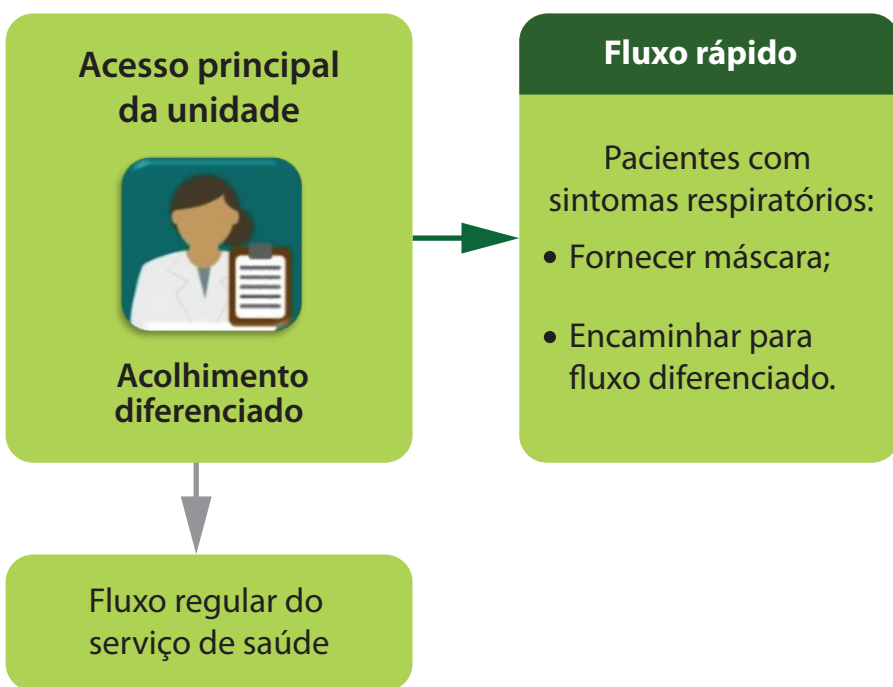 Acesso principal
da unidade
Acolhimento
diferenciado
Fluxo rápido
Pacientes com
sintomas respiratórios:
• Fornecer máscara;
• Encaminhar para
fluxo diferenciado.
Fluxo regular do
serviço de saúde